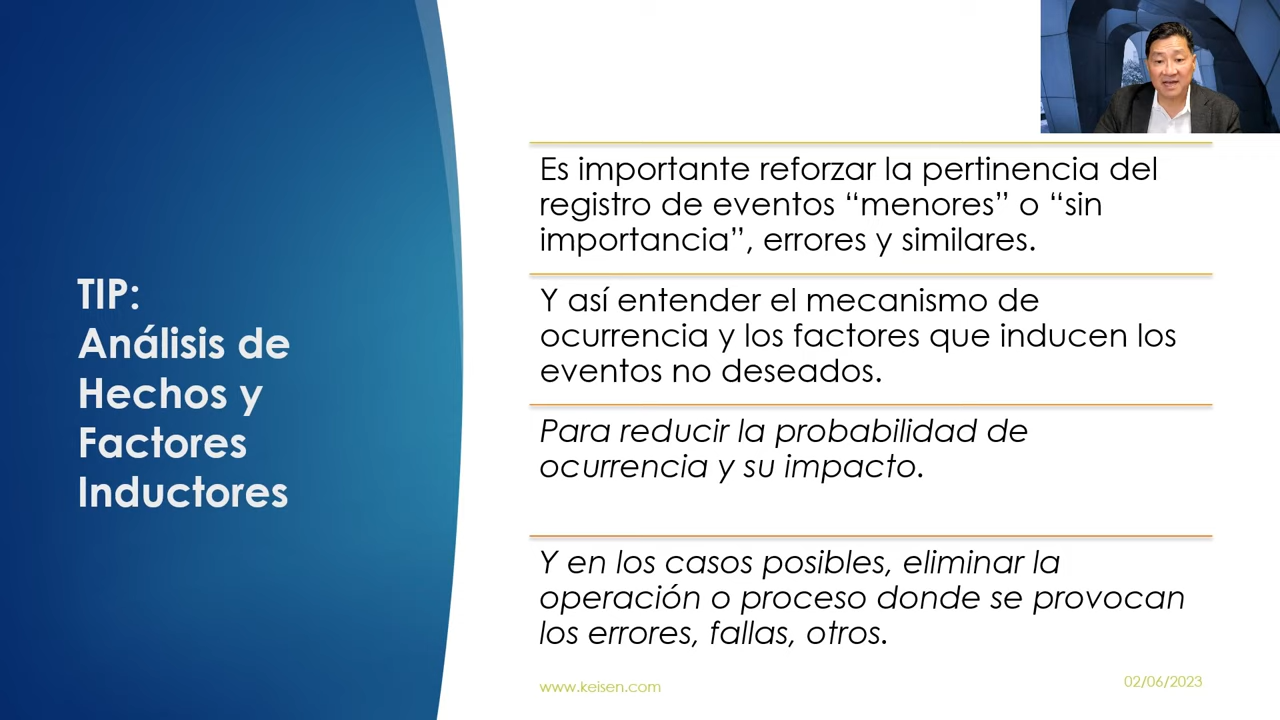 TIP:
Análisis de
Hechos y
Factores
Inductores
Es importante reforzar la pertinencia del
registro de eventos “menores” o “sin
importancia”, errores y similares.
Y así entender el mecanismo de
ocurrencia y los factores que inducen los
eventos no deseados.
Para reducir la probabilidad de
ocurrencia y su impacto.
Y en los casos posibles, eliminar la
operación o proceso donde se provocan
los errores, fallas, otros.
www.keisen.com
02/06/2023